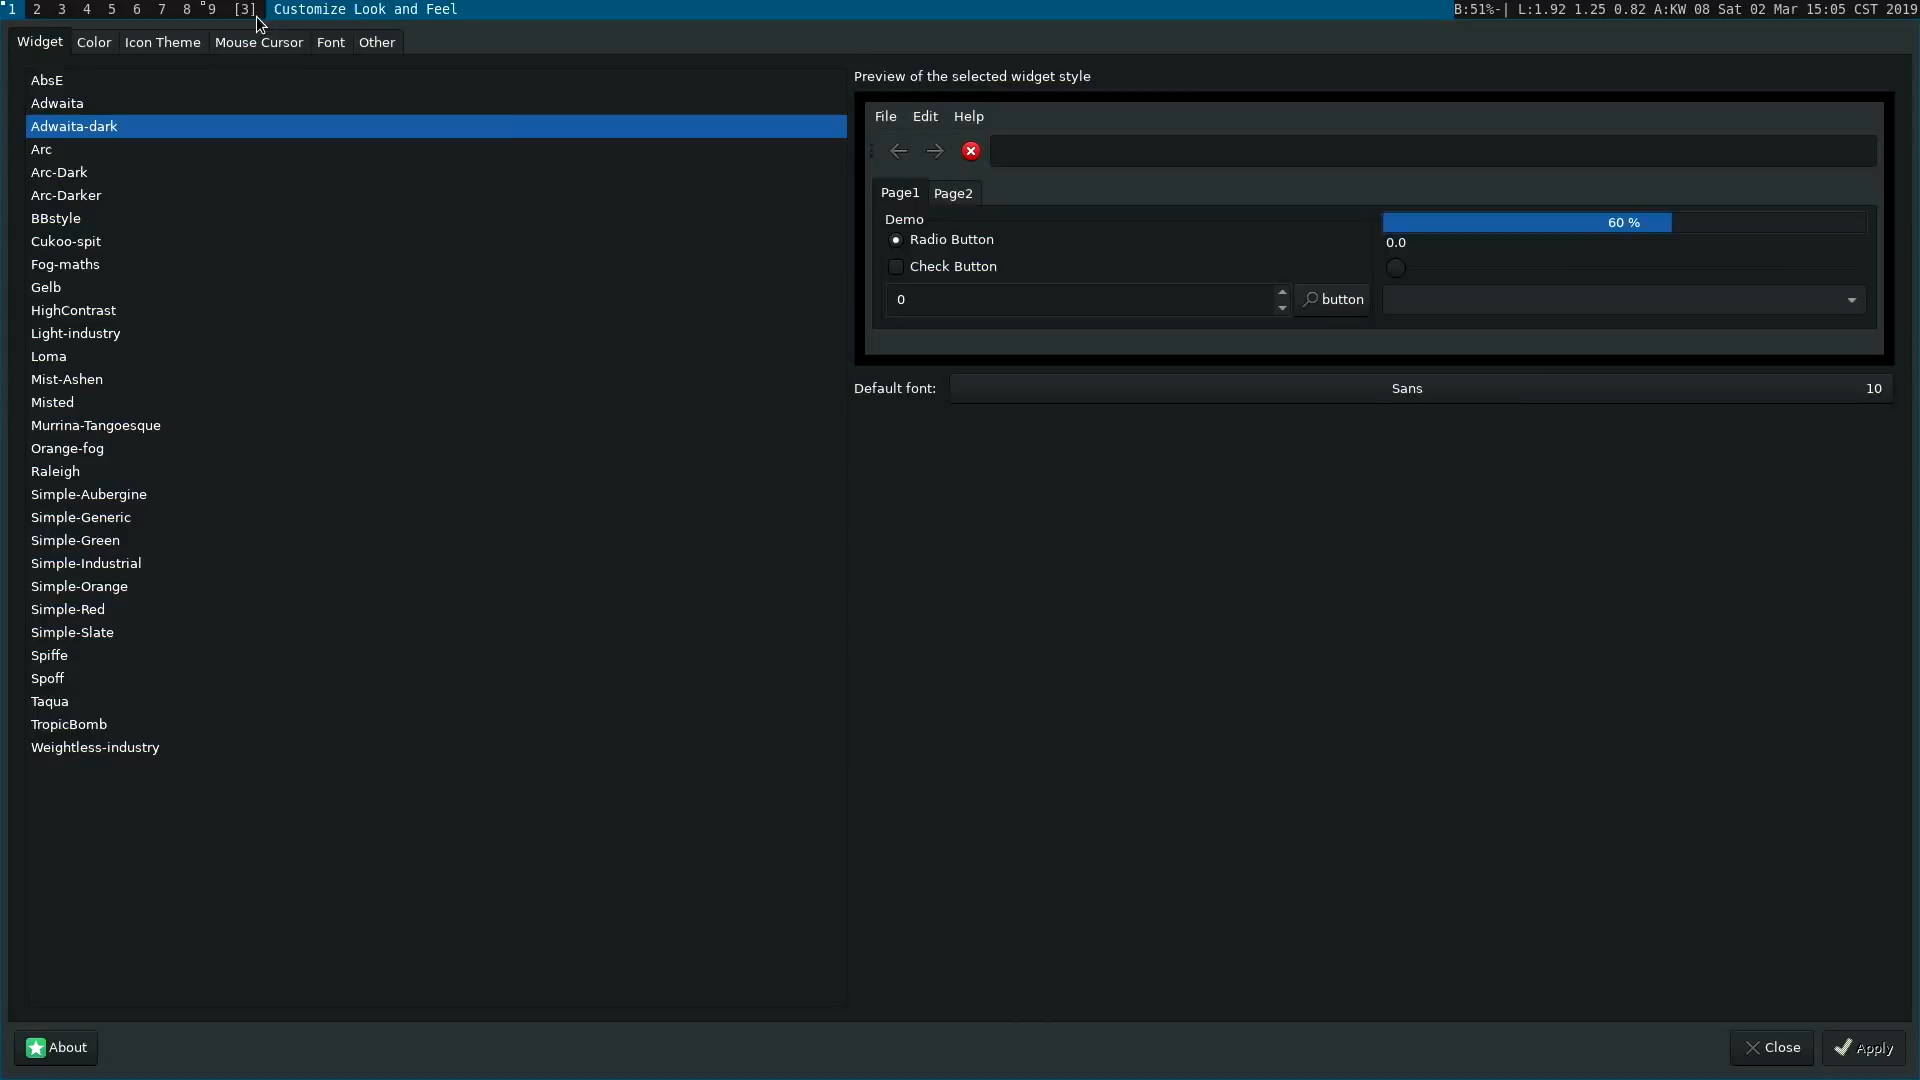 1 2 3 4 5 6 7 8 9 [3] Customize Look and Feel B:51%-| L:1.92 1.25 0.82 A:KW 08 Sat 02 Mar 15:05 CST 2019
Widget Color Icon Theme Mouse Cursor Font Other
AbsE
Adwaita
Adwaita-dark
Arc
Arc-Dark
Arc-Darker
BBstyle
Cukoo-spit
Fog-maths
Gelb
HighContrast
Light-industry
Loma
Mist-Ashen
Misted
Murrina-Tangoesque
Orange-fog
Raleigh
Simple-Aubergine
Simple-Generic
Simple-Green
Simple-Industrial
Simple-Orange
Simple-Red
Simple-Slate
Spiffe
Spoff
Taqua
TropicBomb
Weightless-industry
Preview of the selected widget style
File Edit Help
Page1 Page2
Demo
Radio Button
Check Button
0 button
60 %
0.0
Default font: Sans 10
About Close Apply